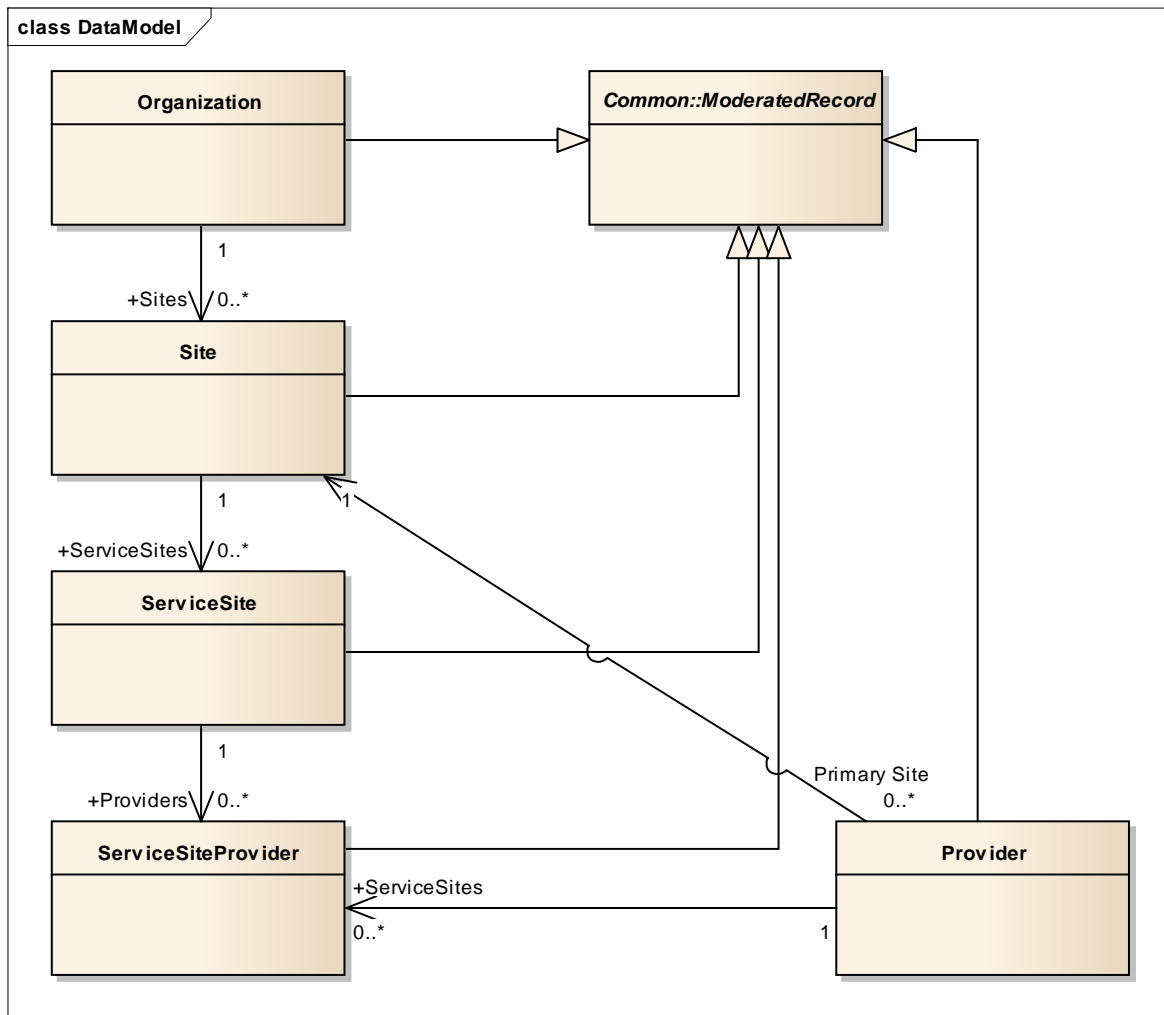 class DataModel
Organization
Common::ModeratedRecord
1
+Sites 0..*
Site
1
1
+ServiceSites 0..*
ServiceSite
1
Primary Site
+Providers 0..*
0..*
ServiceSiteProvider
Provider
+ServiceSites
0..*
1